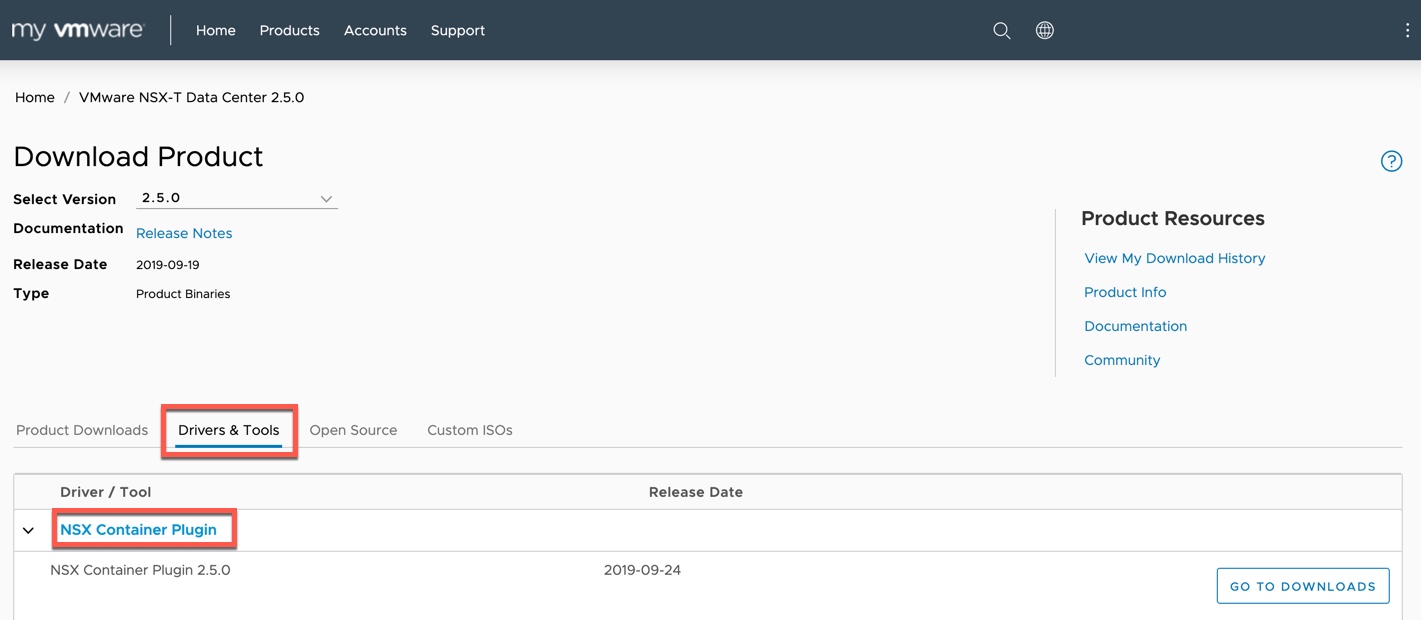 my vmware Home Products Accounts Support
Home / VMware NSX-T Data Center 2.5.0
Download Product
Select Version 2.5.0
Documentation Release Notes
Release Date 2019-09-19
Type Product Binaries
Product Resources
View My Download History
Product Info
Documentation
Community
Product Downloads Drivers & Tools Open Source Custom ISOs
Driver / Tool Release Date
NSX Container Plugin
NSX Container Plugin 2.5.0 2019-09-24
GO TO DOWNLOADS